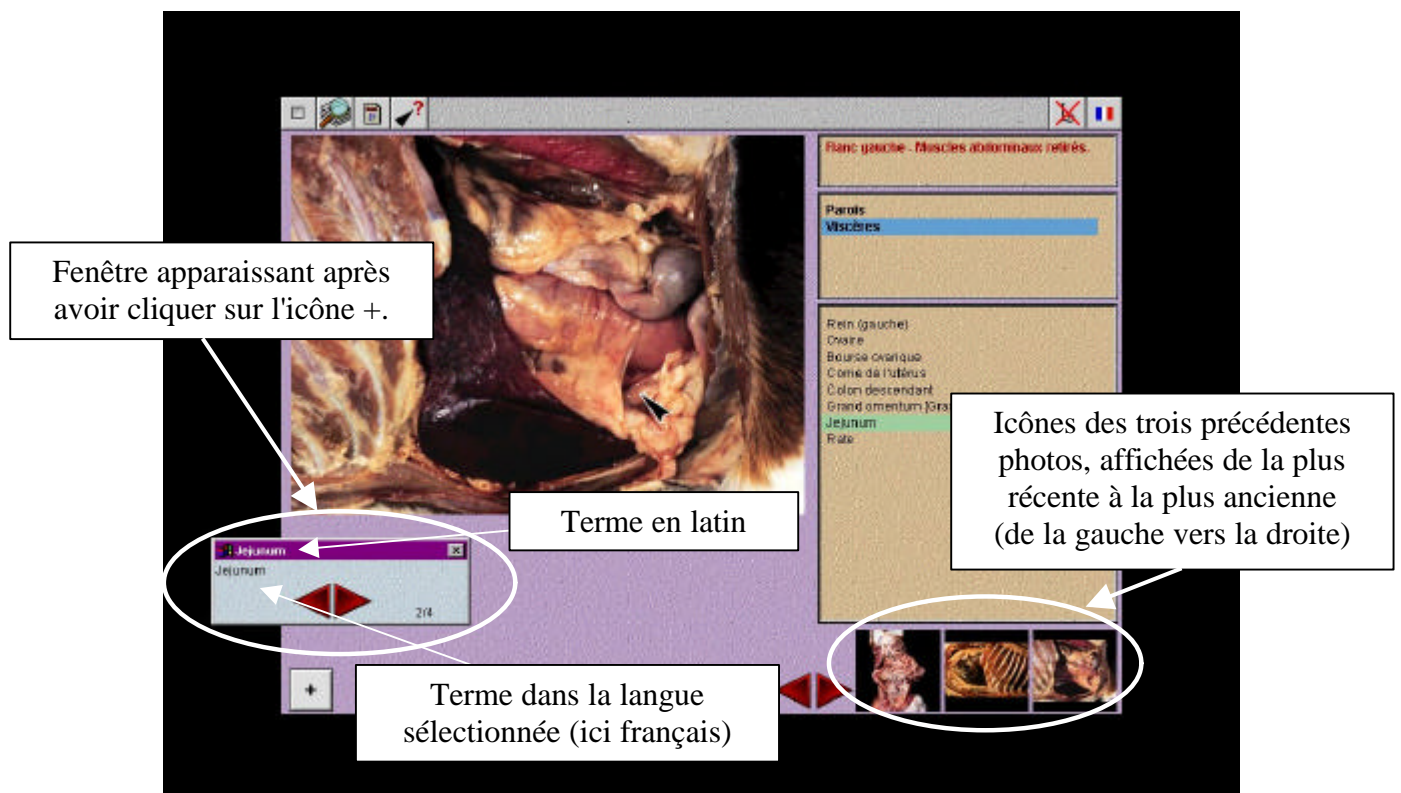 Flanc gauche - Muscles abdominaux retirés.
Parois
Viscères
Fenêtre apparaissant après
avoir cliquer sur l'icône +.
Rein (gauche)
Ovaire
Bourse ovarique
Corne de l'utérus
Colon descendant
Grand omentum [Gra
Jejunum
Rate
Icônes des trois précédentes
photos, affichées de la plus
récente à la plus ancienne
(de la gauche vers la droite)
Terme en latin
Jejunum
Jejunum
2/4
+
Terme dans la langue
sélectionnée (ici français)